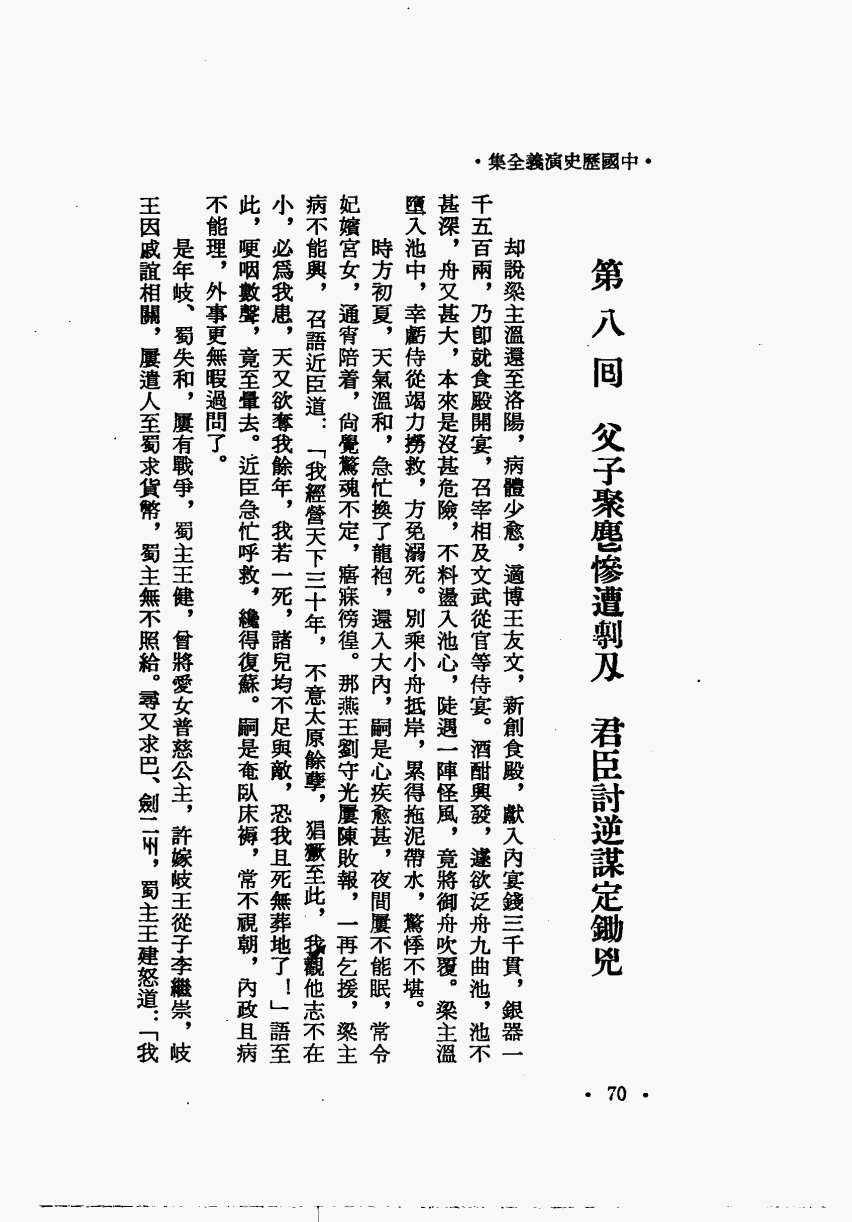 ·中國歷史演義全集·
第八回　父子聚麀慘遭剸刃　君臣討逆謀定鋤兇
却說梁主溫還至洛陽，病體少愈，適博王友文，新創食殿，獻入內宴錢三千貫，銀器一
千五百兩，乃卽就食殿開宴，召宰相及文武從官等侍宴。酒酣興發，遽欲泛舟九曲池，池不
甚深，舟又甚大，本來是沒甚危險，不料盪入池心，陡遇一陣怪風，竟將御舟吹覆。梁主溫
墮入池中，幸虧侍從竭力撈救，方免溺死。別乘小舟抵岸，累得拖泥帶水，驚悸不堪。
時方初夏，天氣溫和，急忙換了龍袍，還入大內，嗣是心疾愈甚，夜間屢不能眠，常令
妃嬪宮女，通宵陪着，尙覺驚魂不定，寤寐徬徨。那燕王劉守光屢陳敗報，一再乞援，梁主
病不能興，召語近臣道：「我經營天下三十年，不意太原餘孽，猖獗至此，我觀他志不在
小，必爲我患，天又欲奪我餘年，我若一死，諸兒均不足與敵，恐我且死無葬地了！」語至
此，哽咽數聲，竟至暈去。近臣急忙呼救，纔得復蘇。嗣是奄臥床褥，常不視朝，內政且病
不能理，外事更無暇過問了。
是年岐、蜀失和，屢有戰爭，蜀主王健，曾將愛女普慈公主，許嫁岐王從子李繼崇，岐
王因戚誼相關，屢遣人至蜀求貨幣，蜀主無不照給。尋又求巴、劍二州，蜀主王建怒道：「我
·70·